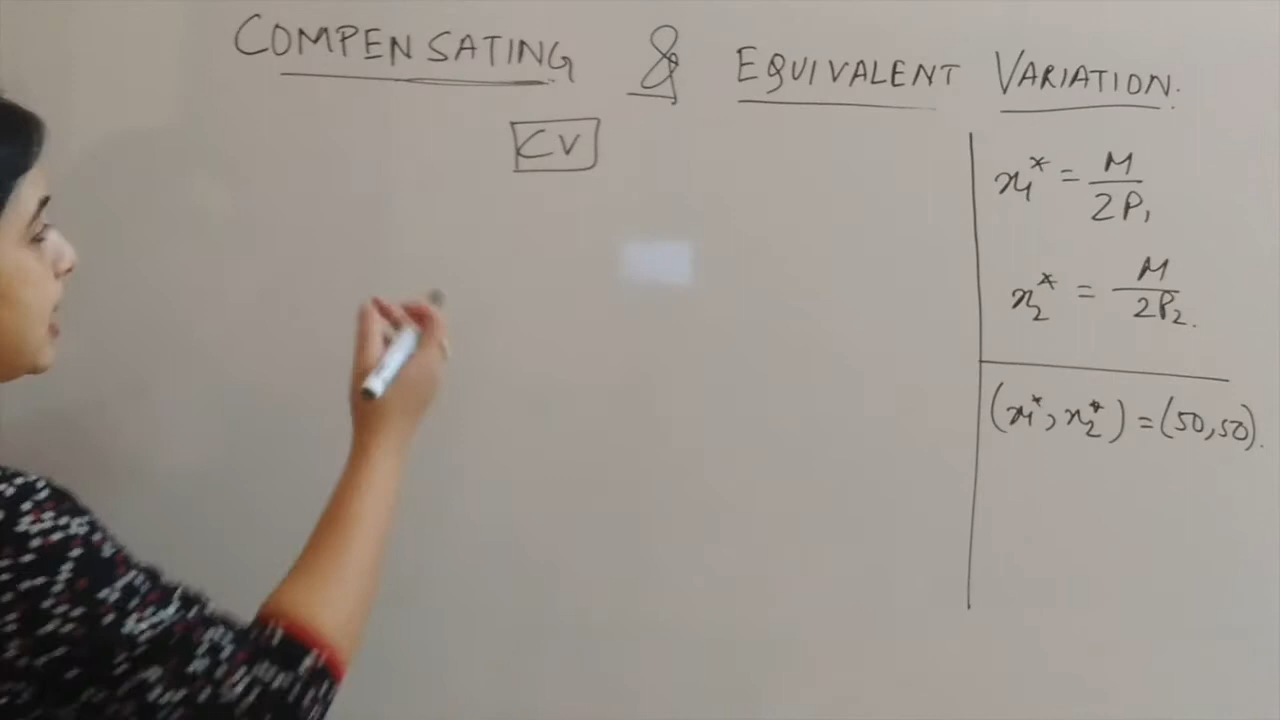 COMPENSATING & EQUIVALENT VARIATION.
CV
x₁* = M / 2P₁
x₂* = M / 2P₂.
(x₁*, x₂*) = (50, 50).